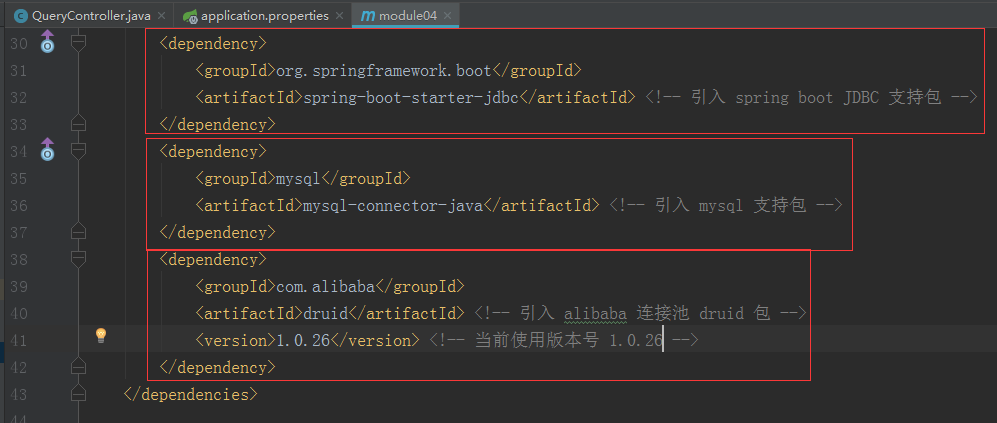 QueryController.java application.properties module04
30 <dependency>
31 <groupId>org.springframework.boot</groupId>
32 <artifactId>spring-boot-starter-jdbc</artifactId> <!-- 引入 spring boot JDBC 支持包 -->
33 </dependency>
34 <dependency>
35 <groupId>mysql</groupId>
36 <artifactId>mysql-connector-java</artifactId> <!-- 引入 mysql 支持包 -->
37 </dependency>
38 <dependency>
39 <groupId>com.alibaba</groupId>
40 <artifactId>druid</artifactId> <!-- 引入 alibaba 连接池 druid 包 -->
41 <version>1.0.26</version> <!-- 当前使用版本号 1.0.26 -->
42 </dependency>
43 </dependencies>
44